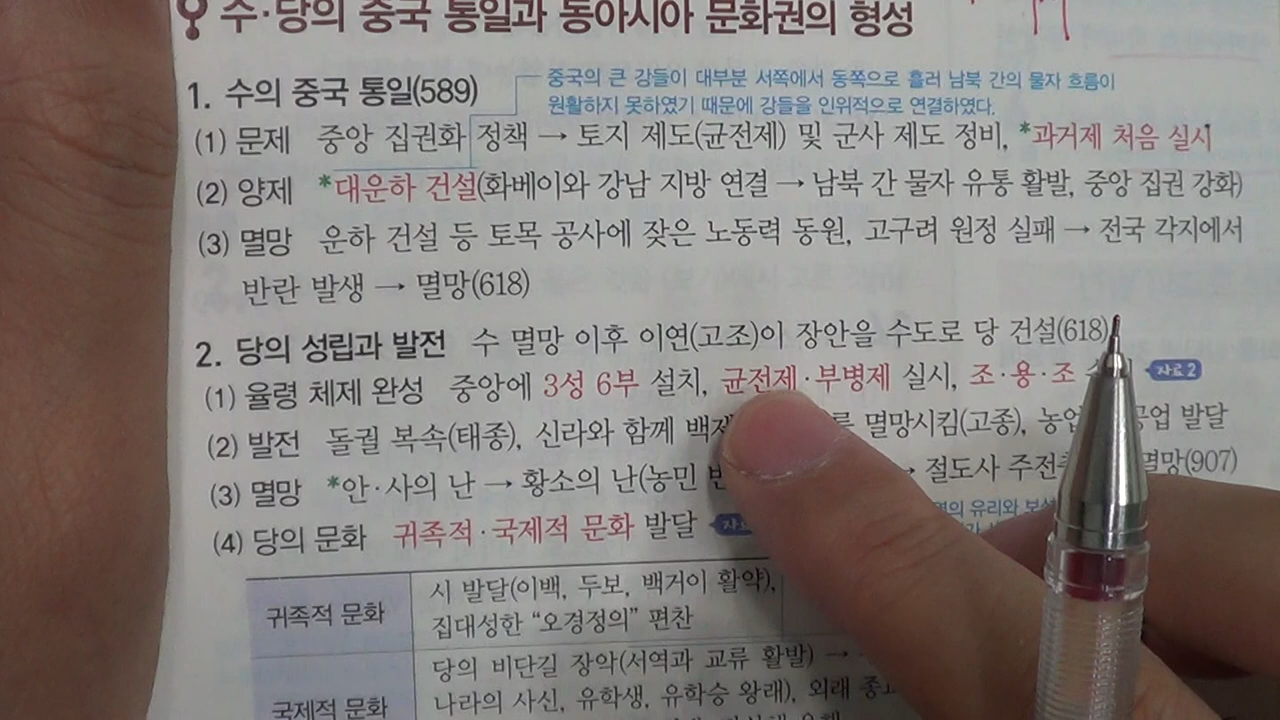 수·당의 중국 통일과 동아시아 문화권의 형성
1. 수의 중국 통일(589)
중국의 큰 강들이 대부분 서쪽에서 동쪽으로 흘러 남북 간의 물자 흐름이
원활하지 못하였기 때문에 강들을 인위적으로 연결하였다.
(1) 문제 중앙 집권화 정책 → 토지 제도(균전제) 및 군사 제도 정비, *과거제 처음 실시
(2) 양제 *대운하 건설(화베이와 강남 지방 연결 → 남북 간 물자 유통 활발, 중앙 집권 강화)
(3) 멸망 운하 건설 등 토목 공사에 잦은 노동력 동원, 고구려 원정 실패 → 전국 각지에서
반란 발생 → 멸망(618)
2. 당의 성립과 발전 수 멸망 이후 이연(고조)이 장안을 수도로 당 건설(618)
(1) 율령 체제 완성 중앙에 3성 6부 설치, 균전제·부병제 실시, 조·용·조 자료 2
(2) 발전 돌궐 복속(태종), 신라와 함께 백제 멸망시킴(고종), 공업 발달
(3) 멸망 *안·사의 난 → 황소의 난(농민 → 절도사 멸망(907)
(4) 당의 문화 귀족적·국제적 문화 발달
유리와
귀족적 문화
시 발달(이백, 두보, 백거이 활약),
집대성한 “오경정의” 편찬
국제적 문화
당의 비단길 장악(서역과 교류 활발) →
나라의 사신, 유학생, 유학승 왕래), 외래